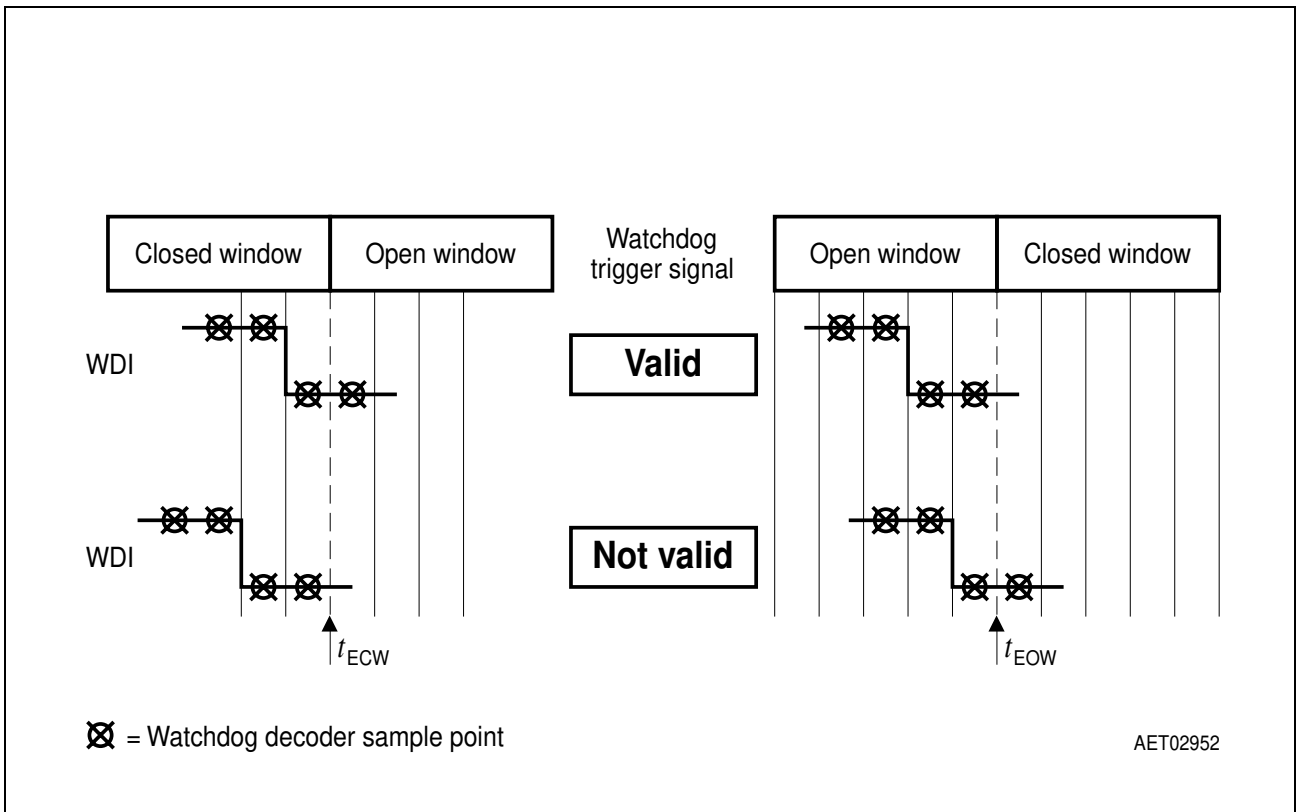 Closed window
Open window
Watchdog
trigger signal
Open window
Closed window
WDI
Valid
WDI
Not valid
tECW
tEOW
= Watchdog decoder sample point
AET02952